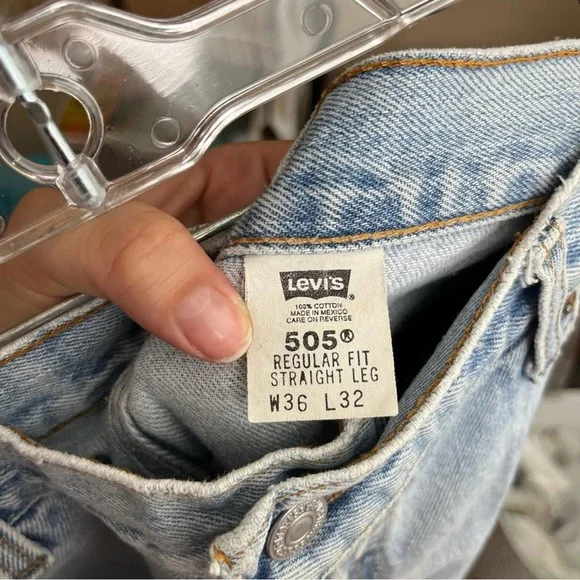 Levi's®
100% COTTON
MADE IN MEXICO
CARE ON REVERSE
505®
REGULAR FIT
STRAIGHT LEG
W36 L32